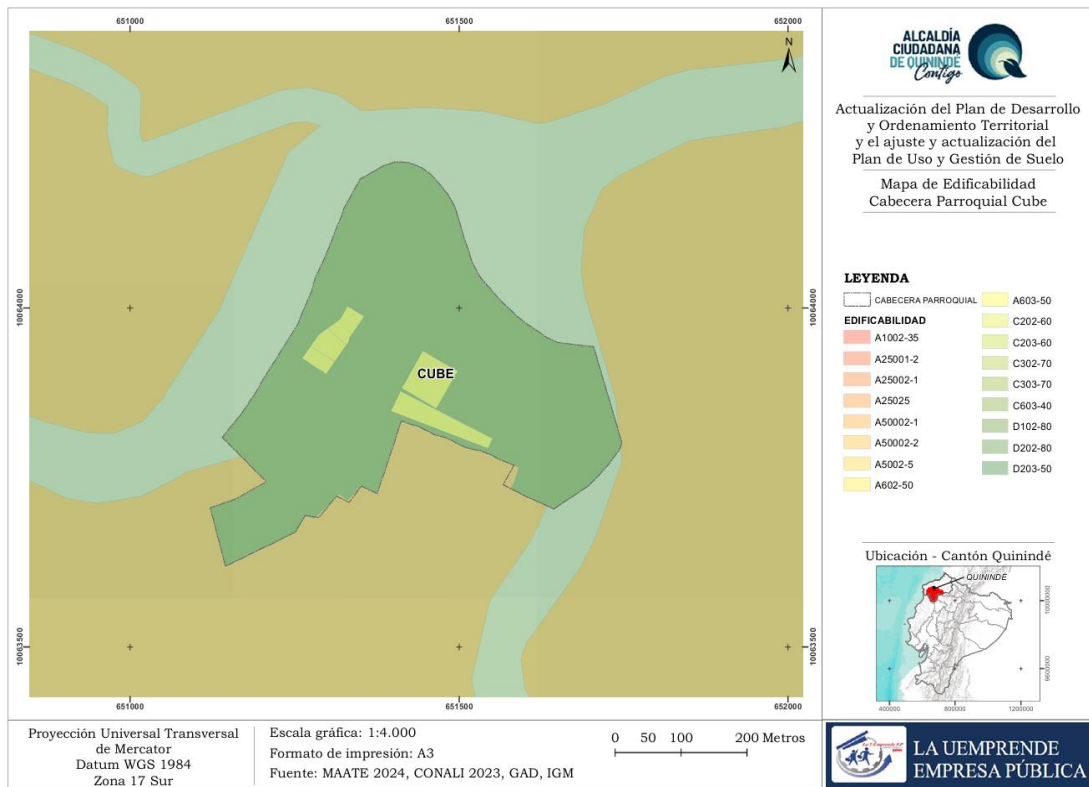 651000
651500
652000
N
10064000
10064000
CUBE
10063500
10063500
651000
651500
652000
ALCALDÍA
CIUDADANA
DE QUININDÉ
Contigo
Actualización del Plan de Desarrollo
y Ordenamiento Territorial
y el ajuste y actualización del
Plan de Uso y Gestión de Suelo
Mapa de Edificabilidad
Cabecera Parroquial Cube
LEYENDA
CABECERA PARROQUIAL
EDIFICABILIDAD
A1002-35
A25001-2
A25002-1
A25025
A50002-1
A50002-2
A5002-5
A602-50
A603-50
C202-60
C203-60
C302-70
C303-70
C603-40
D102-80
D202-80
D203-50
Ubicación - Cantón Quinindé
QUININDÉ
10000000
9600000
400000
800000
1200000
Proyección Universal Transversal
de Mercator
Datum WGS 1984
Zona 17 Sur
Escala gráfica: 1:4.000
Formato de impresión: A3
Fuente: MAATE 2024, CONALI 2023, GAD, IGM
0 50 100 200 Metros
LA UEMPRENDE
EMPRESA PÚBLICA